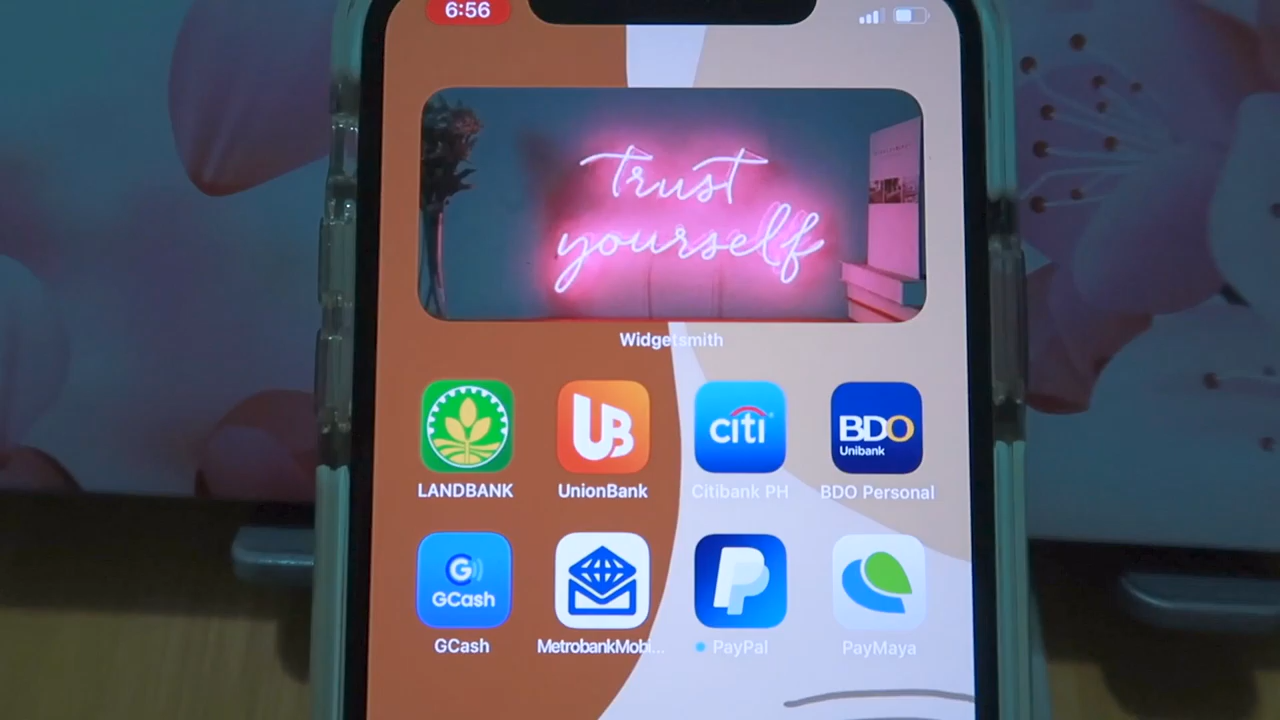 6:56
Trust
yourself
Widgetsmith
UB
citi
BDO
Unibank
LANDBANK
UnionBank
Citibank PH
BDO Personal
G
GCash
P
GCash
MetrobankMobi...
PayPal
PayMaya